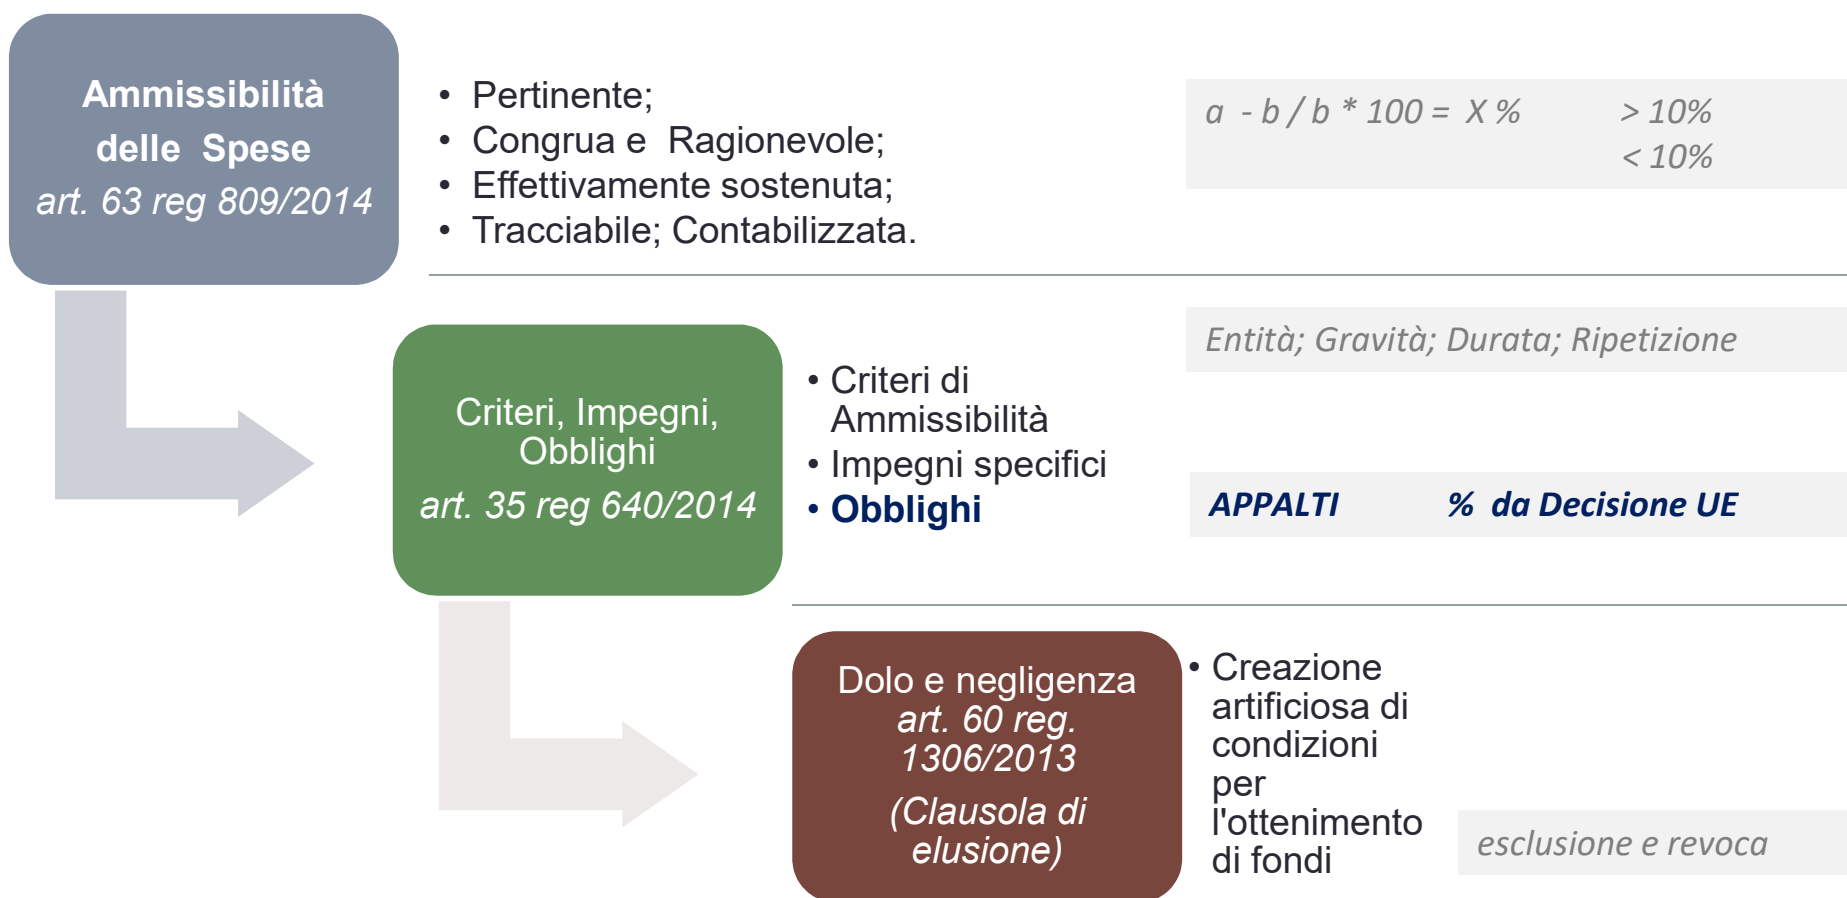 Ammissibilità
delle Spese
art. 63 reg 809/2014
• Pertinente;
• Congrua e Ragionevole;
• Effettivamente sostenuta;
• Tracciabile; Contabilizzata.
a - b / b * 100 = X % > 10%
< 10%
Criteri, Impegni,
Obblighi
art. 35 reg 640/2014
• Criteri di
Ammissibilità
• Impegni specifici
• Obblighi
Entità; Gravità; Durata; Ripetizione
APPALTI % da Decisione UE
Dolo e negligenza
art. 60 reg.
1306/2013
(Clausola di
elusione)
• Creazione
artificiosa di
condizioni
per
l'ottenimento
di fondi
esclusione e revoca